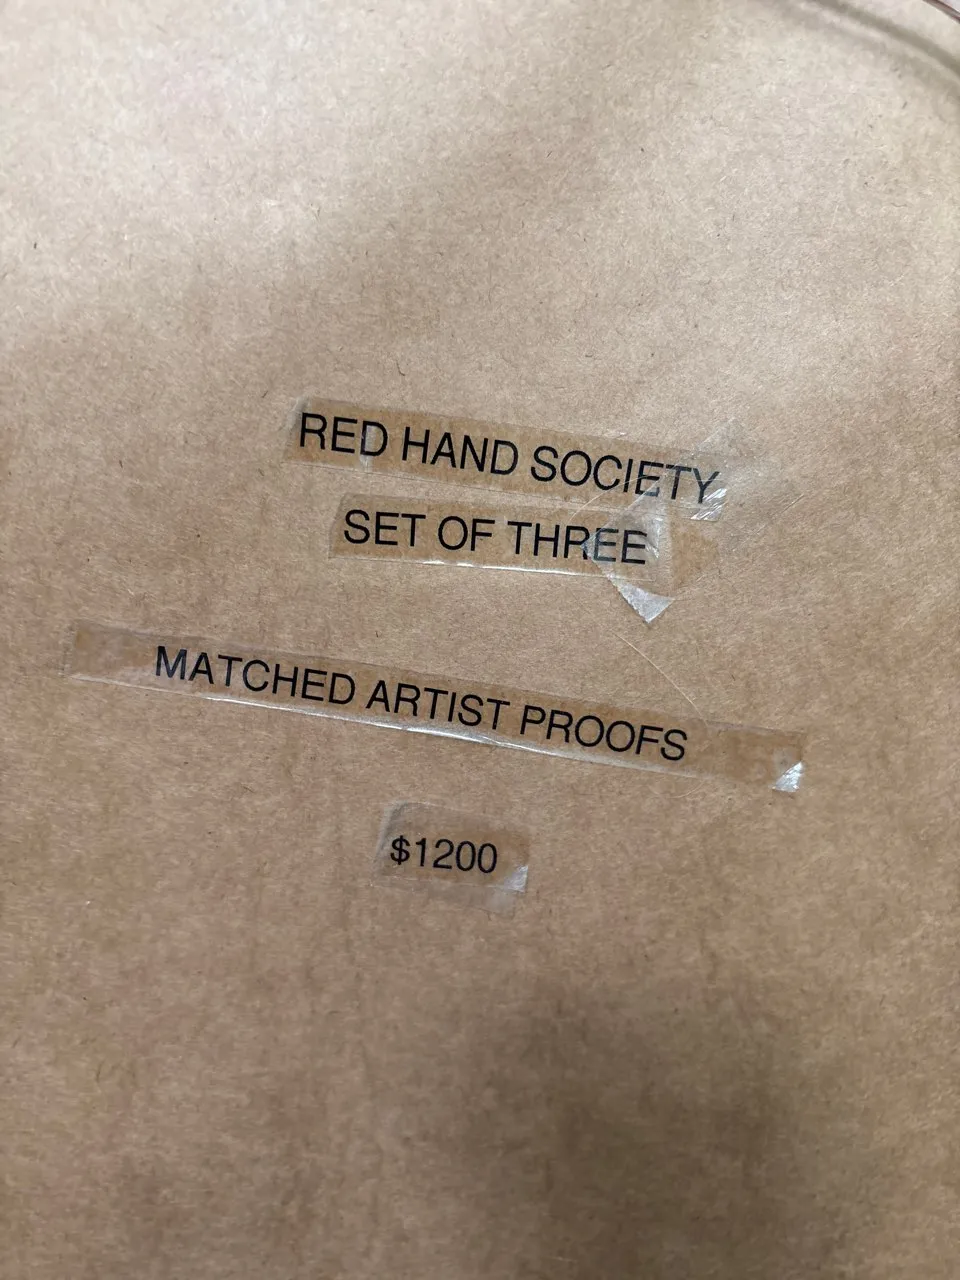 RED HAND SOCIETY
SET OF THREE
MATCHED ARTIST PROOFS
$1200